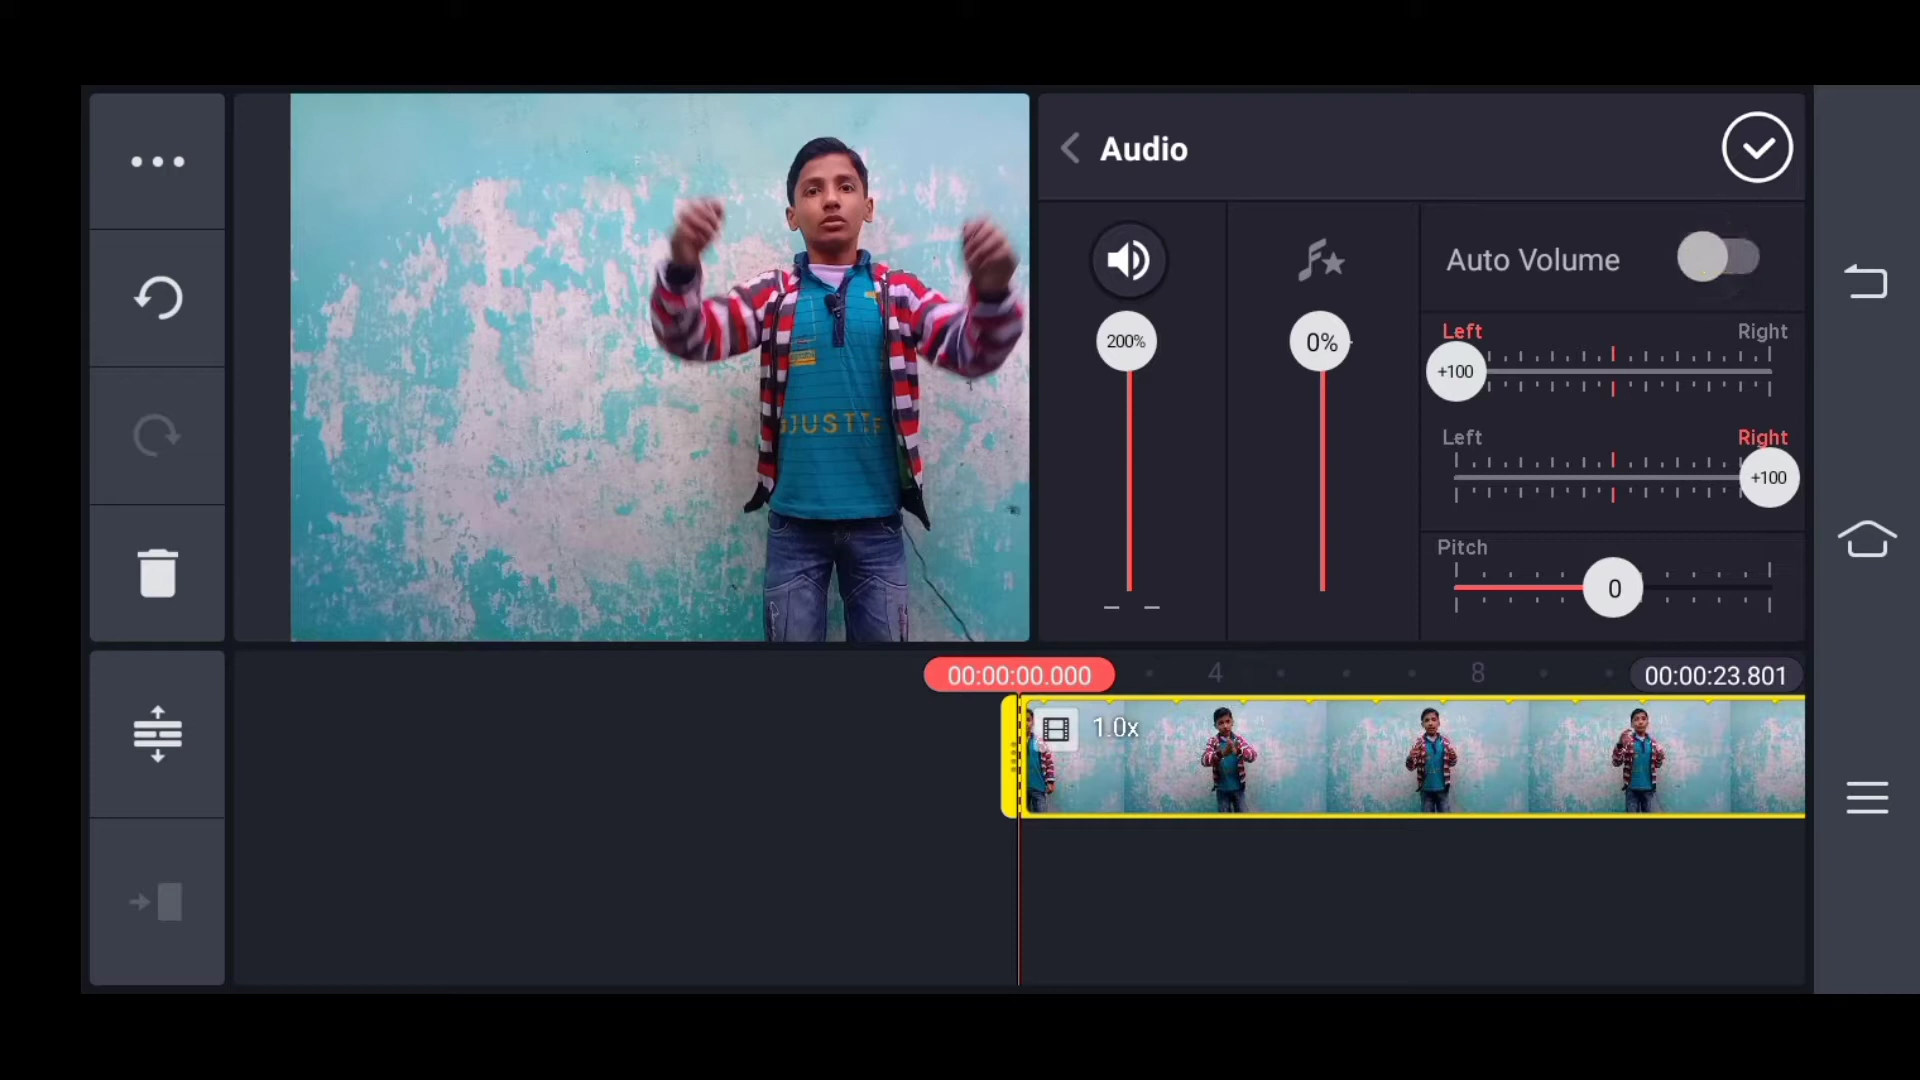 Audio
Auto Volume
200%
0%
Left Right
+100
Left Right
+100
Pitch
0
00:00:00.000
4
8
00:00:23.801
1.0x